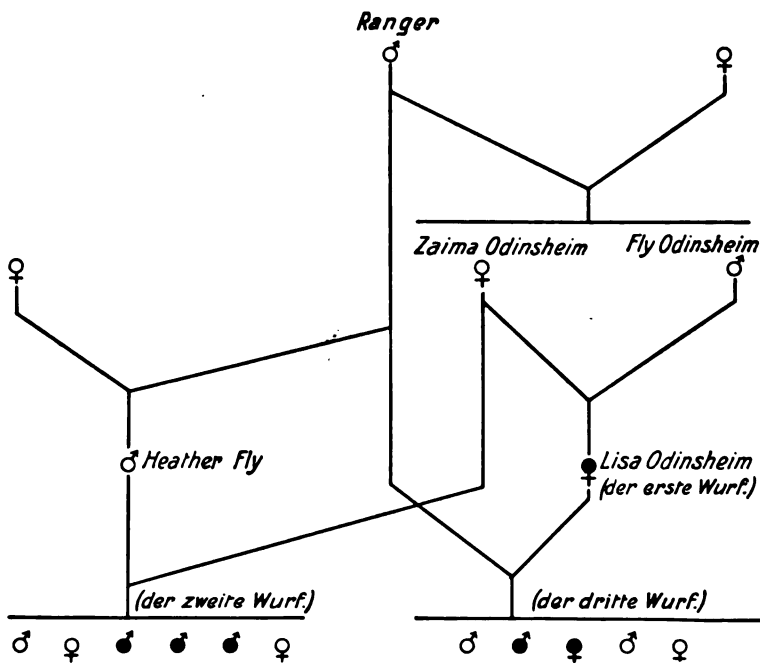 Ranger
Zaima Odinsheim
Fly Odinsheim
Heather Fly
Lisa Odinsheim
(der erste Wurf.)
(der zweite Wurf.)
(der dritte Wurf.)